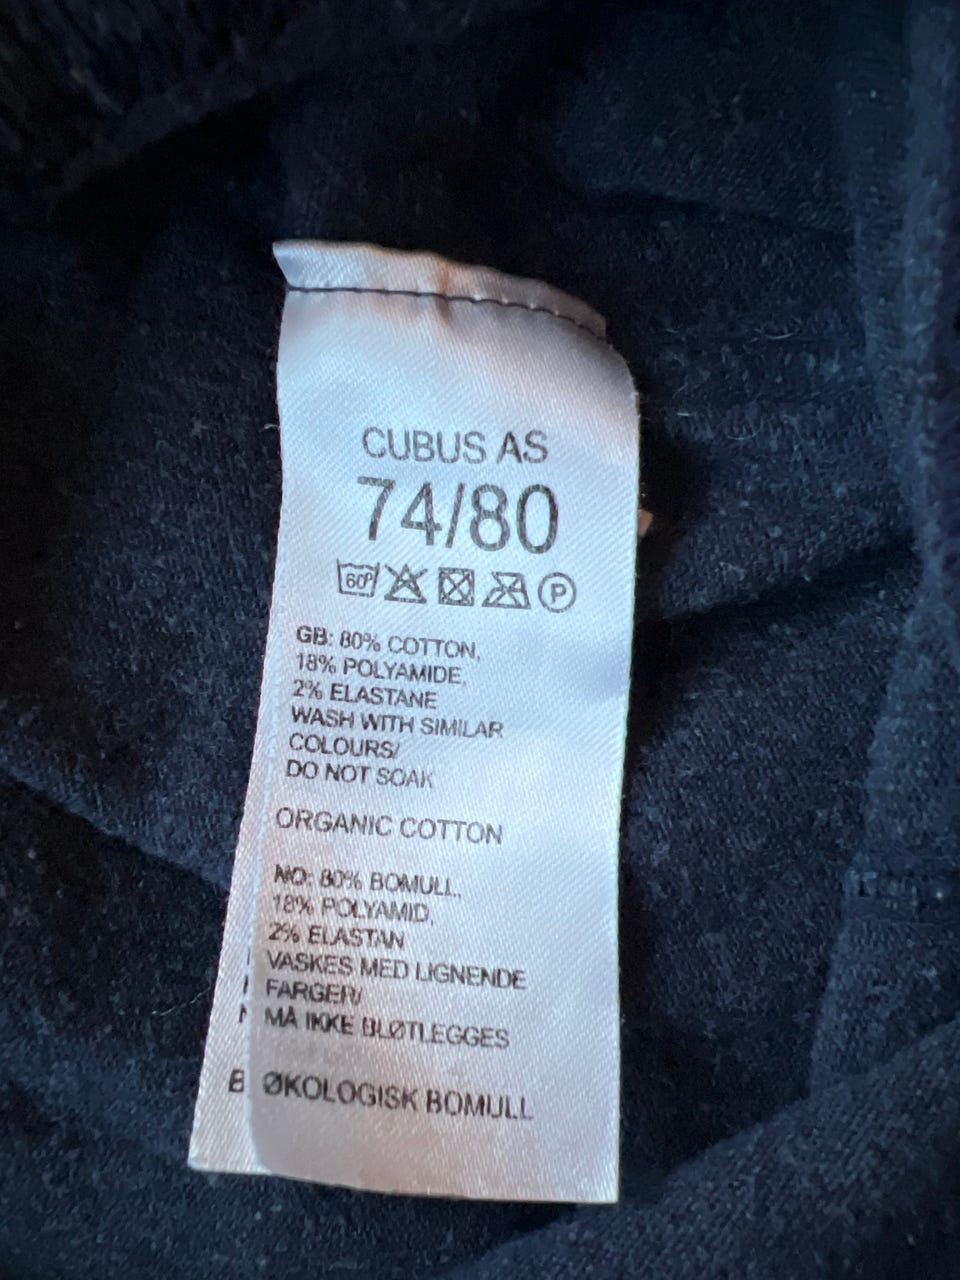 CUBUS AS
74/80
60° P
GB: 80% COTTON,
18% POLYAMIDE,
2% ELASTANE
WASH WITH SIMILAR
COLOURS/
DO NOT SOAK
ORGANIC COTTON
NO: 80% BOMULL,
18% POLYAMID,
2% ELASTAN
VASKES MED LIGNENDE
FARGER/
MÅ IKKE BLØTLEGGES
ØKOLOGISK BOMULL